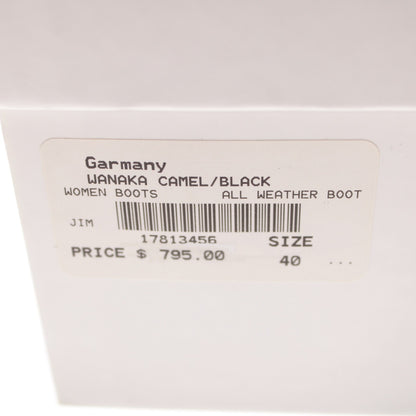 Garmany
WANAKA CAMEL/BLACK
WOMEN BOOTS ALL WEATHER BOOT
JIM
17813456 SIZE
PRICE $ 795.00 40 ...